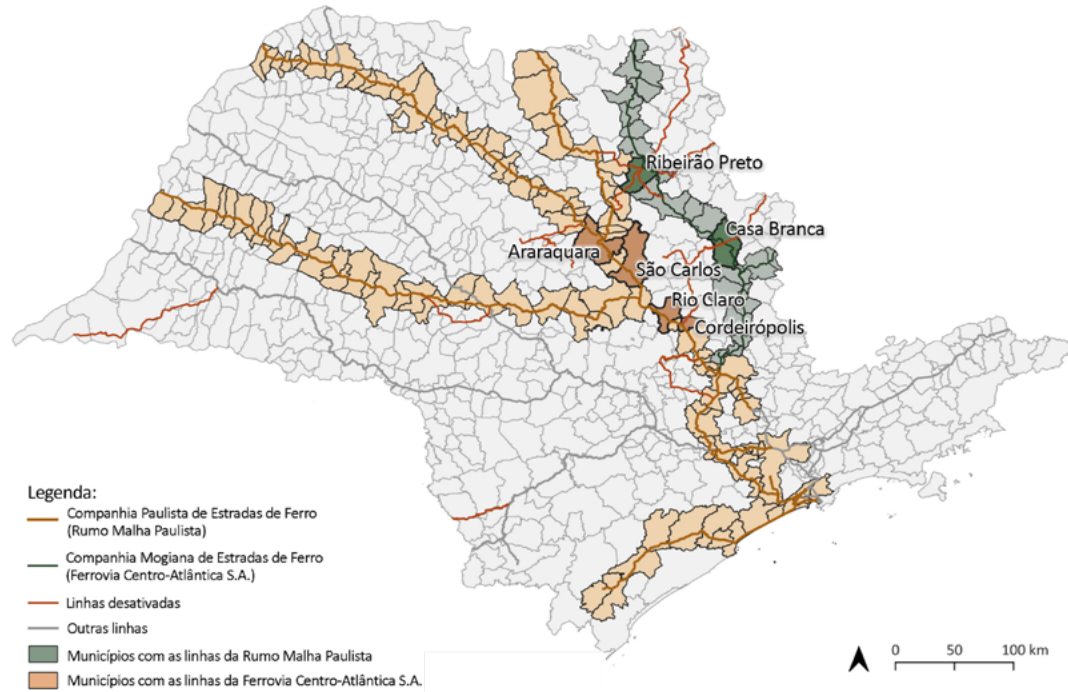 Ribeirão Preto
Casa Branca
Araraquara
São Carlos
Rio Claro
Cordeirópolis
Legenda:
Companhia Paulista de Estradas de Ferro
(Rumo Malha Paulista)
Companhia Mogiana de Estradas de Ferro
(Ferrovia Centro-Atlântica S.A.)
Linhas desativadas
Outras linhas
Municípios com as linhas da Rumo Malha Paulista
Municípios com as linhas da Ferrovia Centro-Atlântica S.A.
0 50 100 km